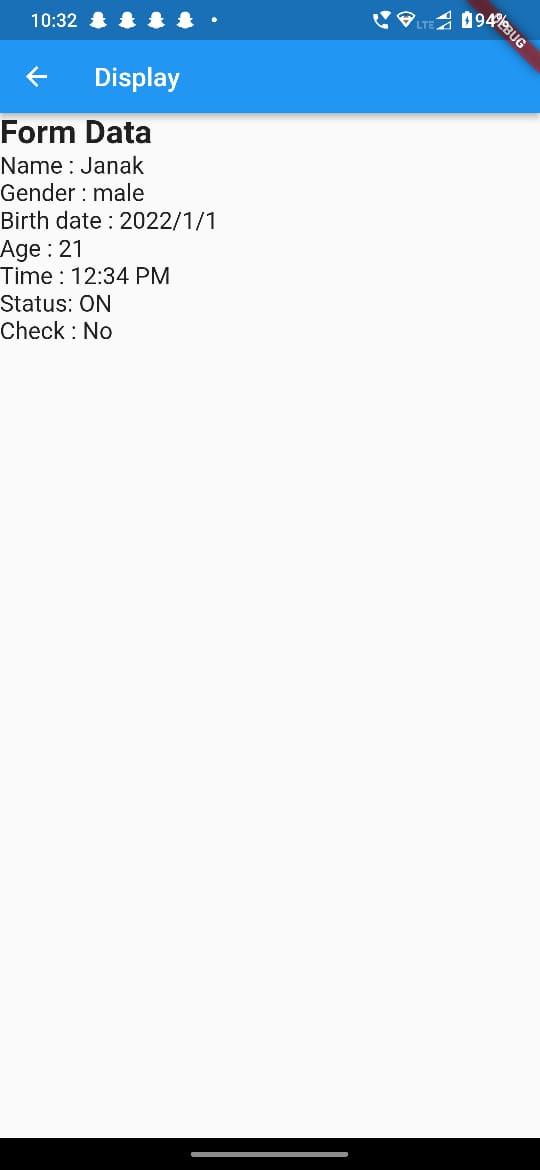 10:32
LTE
94%
DEBUG
Display
Form Data
Name : Janak
Gender : male
Birth date : 2022/1/1
Age : 21
Time : 12:34 PM
Status: ON
Check : No